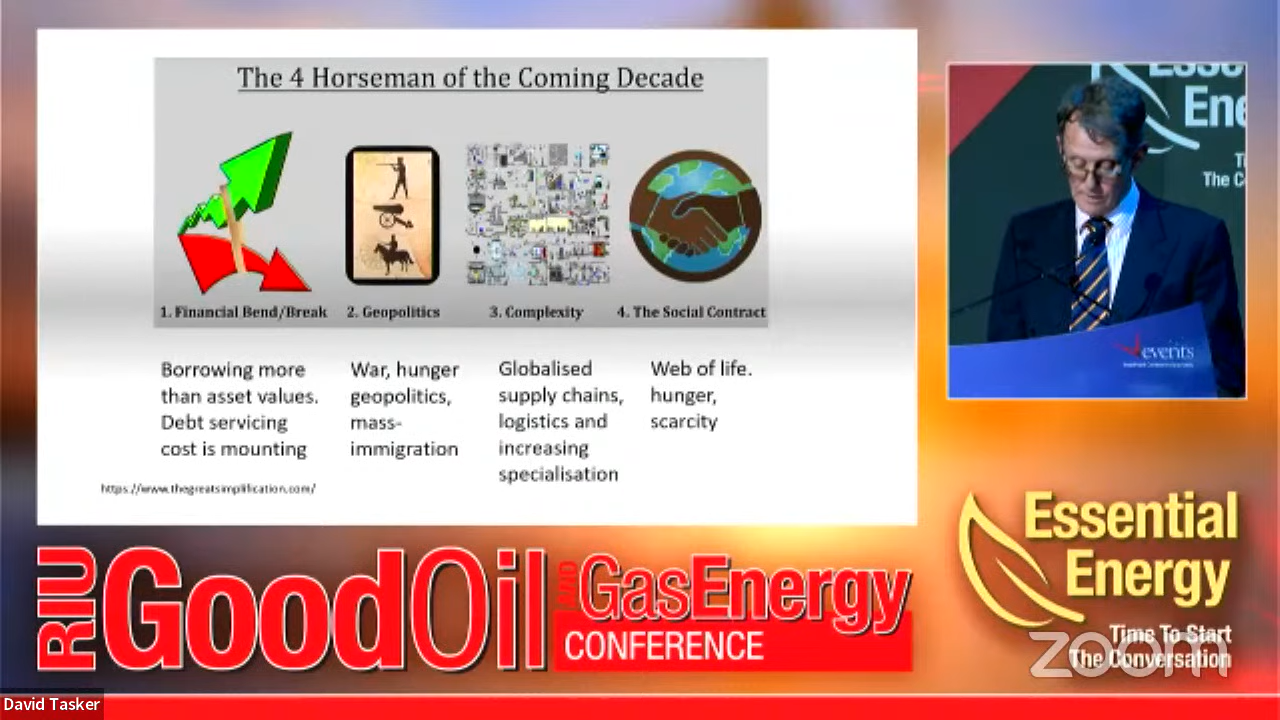 The 4 Horseman of the Coming Decade
1. Financial Bend/Break
2. Geopolitics
3. Complexity
4. The Social Contract
Borrowing more
than asset values.
Debt servicing
cost is mounting
War, hunger
geopolitics,
mass-
immigration
Globalised
supply chains,
logistics and
increasing
specialisation
Web of life.
hunger,
scarcity
https://www.thegreatsimplification.com/
Esse
Ene
The C
events
RIU
GoodOil
AND
GasEnergy
CONFERENCE
Essential
Energy
Time To Start
The Conversation
zoom
David Tasker